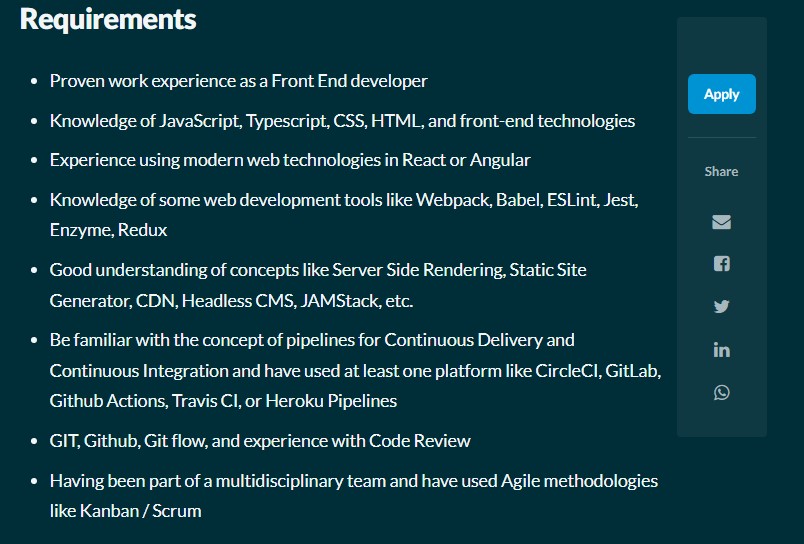 Requirements
Proven work experience as a Front End developer
Knowledge of JavaScript, Typescript, CSS, HTML, and front-end technologies
Experience using modern web technologies in React or Angular
Knowledge of some web development tools like Webpack, Babel, ESLint, Jest,
Enzyme, Redux
Good understanding of concepts like Server Side Rendering, Static Site
Generator, CDN, Headless CMS, JAMStack, etc.
Be familiar with the concept of pipelines for Continuous Delivery and
Continuous Integration and have used at least one platform like CircleCI, GitLab,
Github Actions, Travis CI, or Heroku Pipelines
GIT, Github, Git flow, and experience with Code Review
Having been part of a multidisciplinary team and have used Agile methodologies
like Kanban / Scrum
Apply
Share